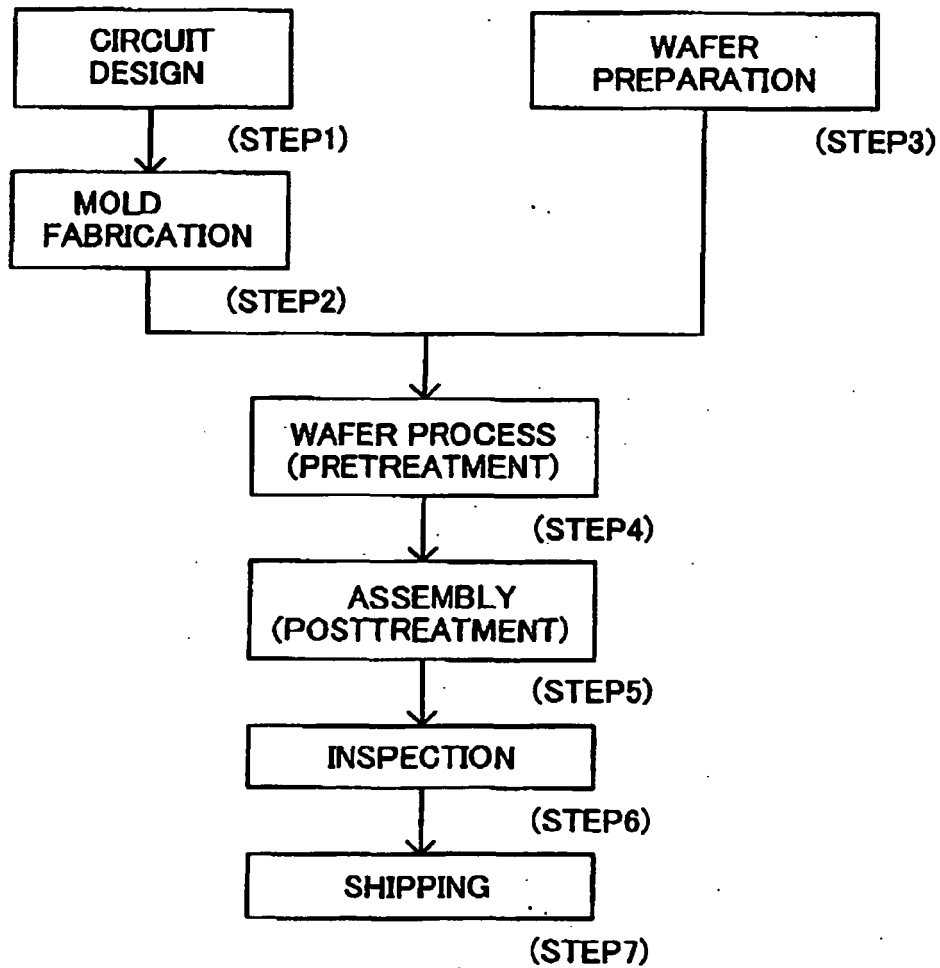 CIRCUIT
DESIGN
(STEP1)
WAFER
PREPARATION
(STEP3)
MOLD
FABRICATION
(STEP2)
WAFER PROCESS
(PRETREATMENT)
(STEP4)
ASSEMBLY
(POSTTREATMENT)
(STEP5)
INSPECTION
(STEP6)
SHIPPING
(STEP7)